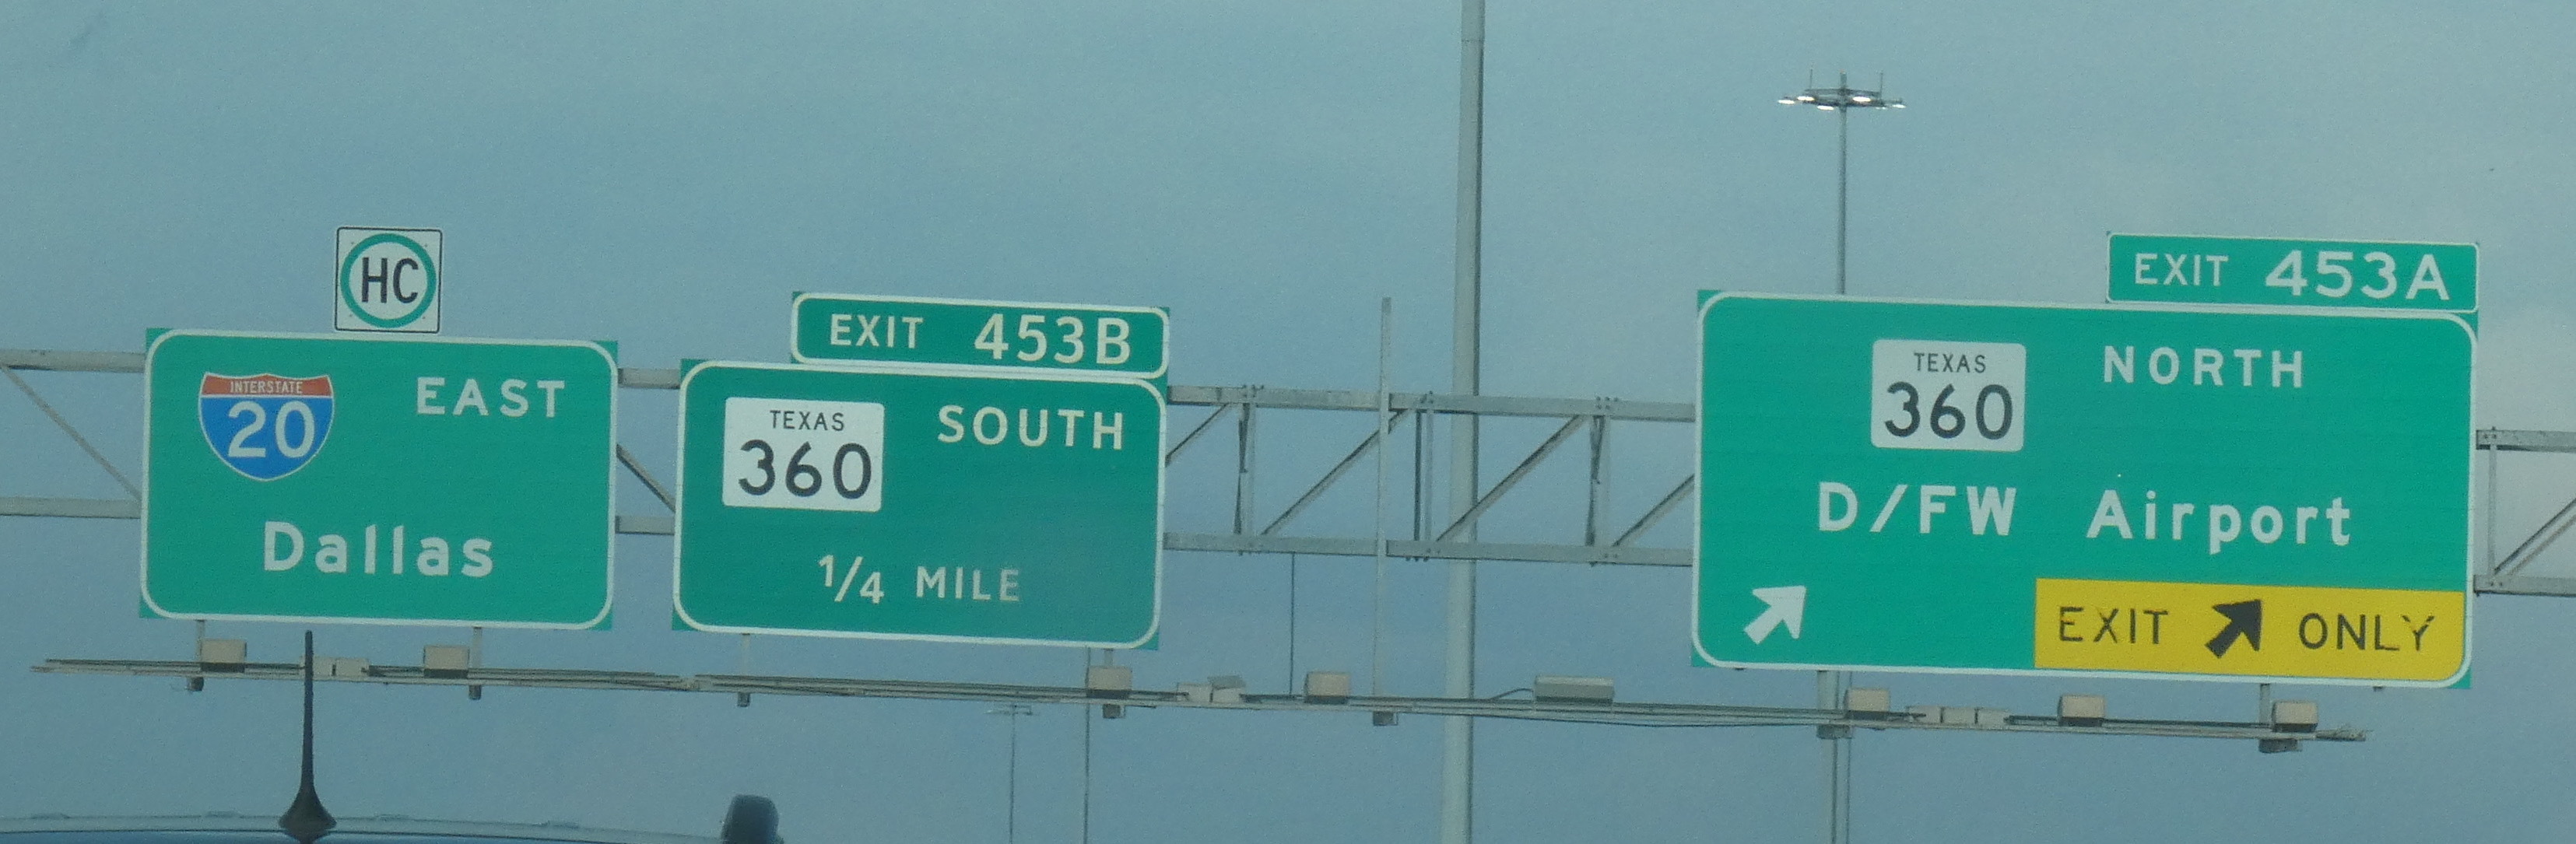 HC
INTERSTATE
20 EAST
Dallas
EXIT 453B
TEXAS
360 SOUTH
1/4 MILE
EXIT 453A
TEXAS
360 NORTH
D/FW Airport
EXIT ONLY